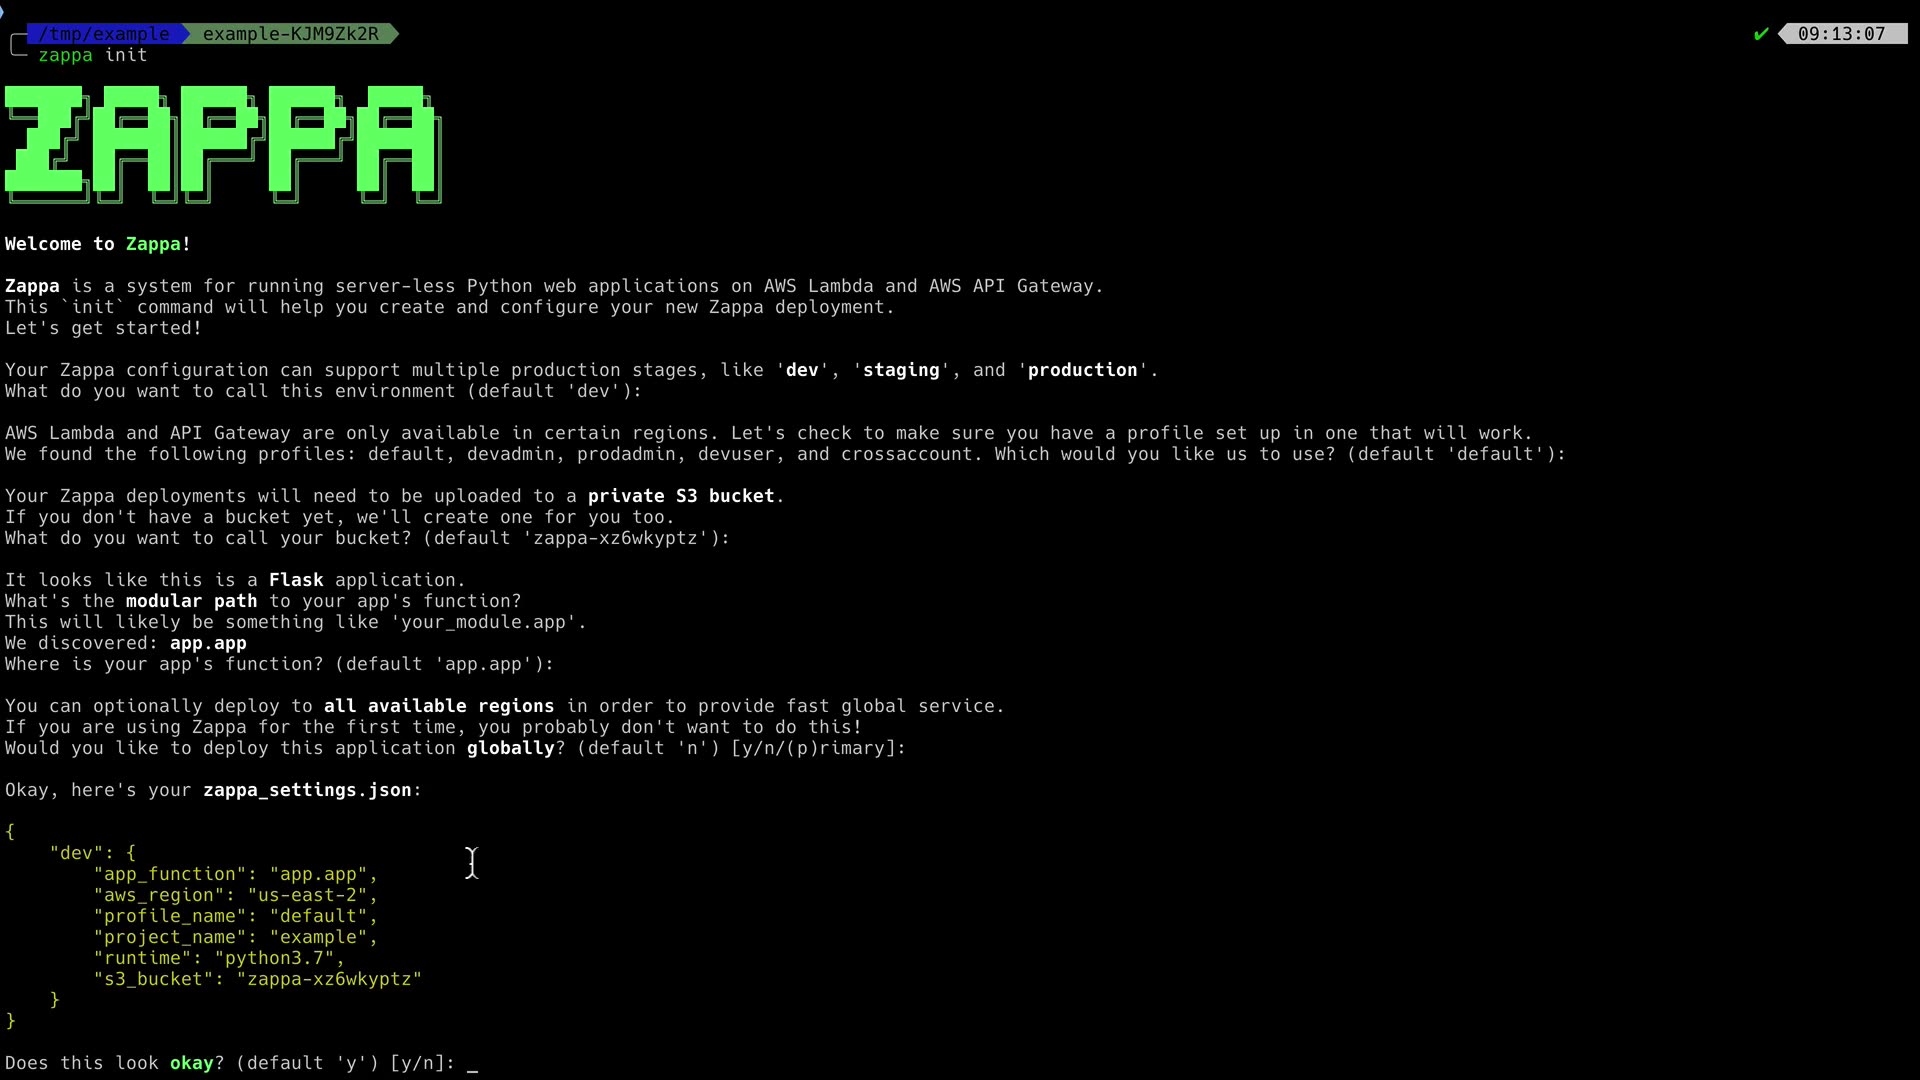 /tmp/example example-KJM9Zk2R ✔ 09:13:07
zappa init
ZAPPA
Welcome to Zappa!
Zappa is a system for running server-less Python web applications on AWS Lambda and AWS API Gateway.
This `init` command will help you create and configure your new Zappa deployment.
Let's get started!
Your Zappa configuration can support multiple production stages, like 'dev', 'staging', and 'production'.
What do you want to call this environment (default 'dev'):
AWS Lambda and API Gateway are only available in certain regions. Let's check to make sure you have a profile set up in one that will work.
We found the following profiles: default, devadmin, prodadmin, devuser, and crossaccount. Which would you like us to use? (default 'default'):
Your Zappa deployments will need to be uploaded to a private S3 bucket.
If you don't have a bucket yet, we'll create one for you too.
What do you want to call your bucket? (default 'zappa-xz6wkyptz'):
It looks like this is a Flask application.
What's the modular path to your app's function?
This will likely be something like 'your_module.app'.
We discovered: app.app
Where is your app's function? (default 'app.app'):
You can optionally deploy to all available regions in order to provide fast global service.
If you are using Zappa for the first time, you probably don't want to do this!
Would you like to deploy this application globally? (default 'n') [y/n/(p)rimary]:
Okay, here's your zappa_settings.json:
{
    "dev": {
        "app_function": "app.app",
        "aws_region": "us-east-2",
        "profile_name": "default",
        "project_name": "example",
        "runtime": "python3.7",
        "s3_bucket": "zappa-xz6wkyptz"
    }
}
Does this look okay? (default 'y') [y/n]: _